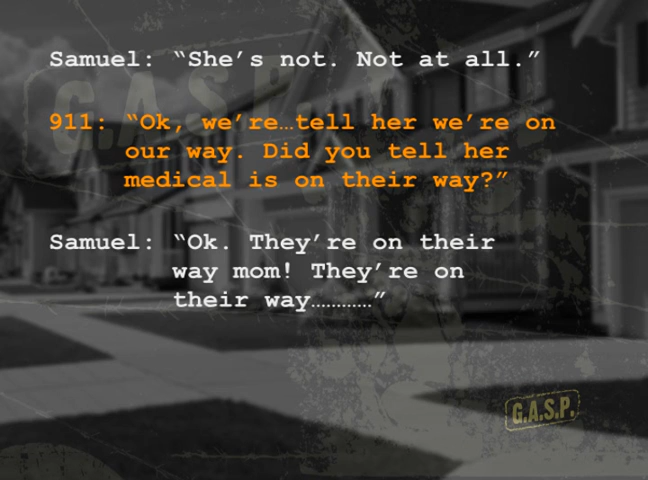 Samuel: “She’s not. Not at all.”
G.A.S.P.
911: “Ok, we’re…tell her we’re on
our way. Did you tell her
medical is on their way?”
Samuel: “Ok. They’re on their
way mom! They’re on
their way…………”
G.A.S.P.